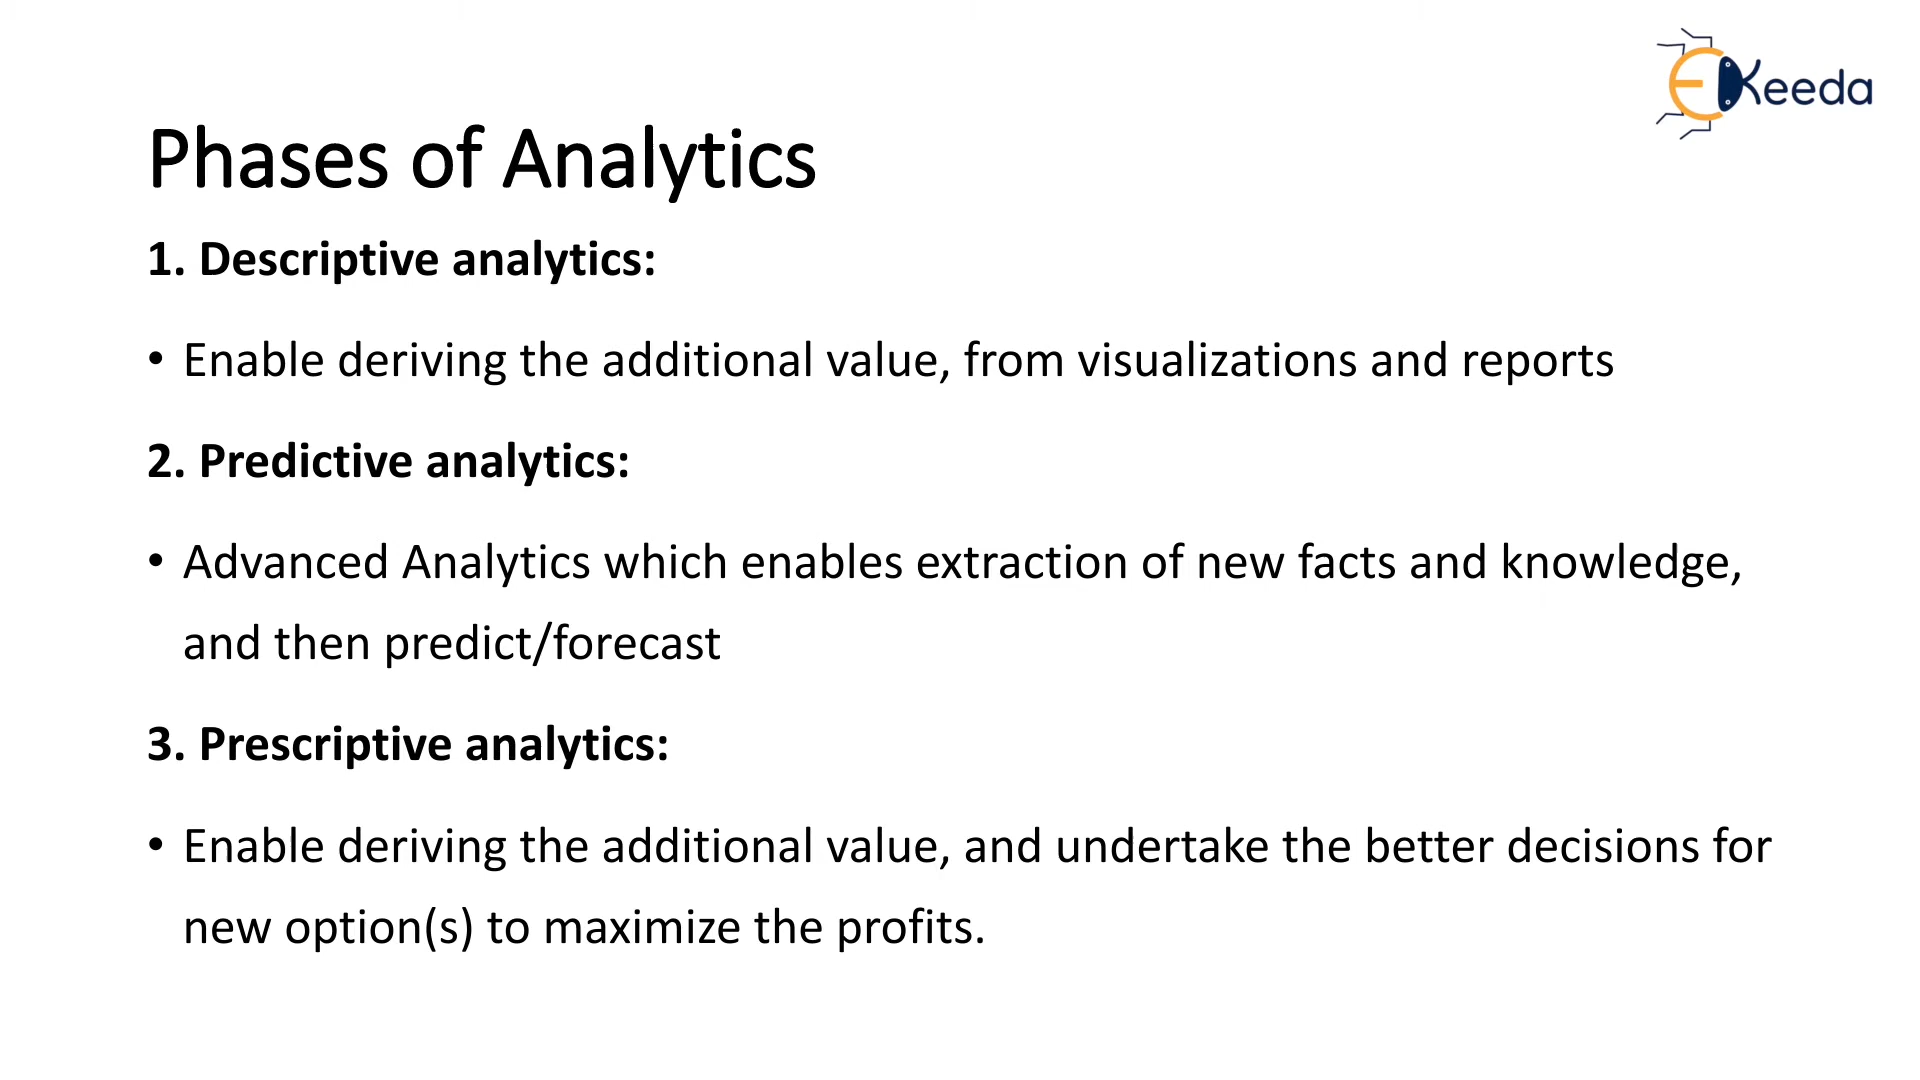 EKeeda
Phases of Analytics
1. Descriptive analytics:
• Enable deriving the additional value, from visualizations and reports
2. Predictive analytics:
• Advanced Analytics which enables extraction of new facts and knowledge,
and then predict/forecast
3. Prescriptive analytics:
• Enable deriving the additional value, and undertake the better decisions for
new option(s) to maximize the profits.